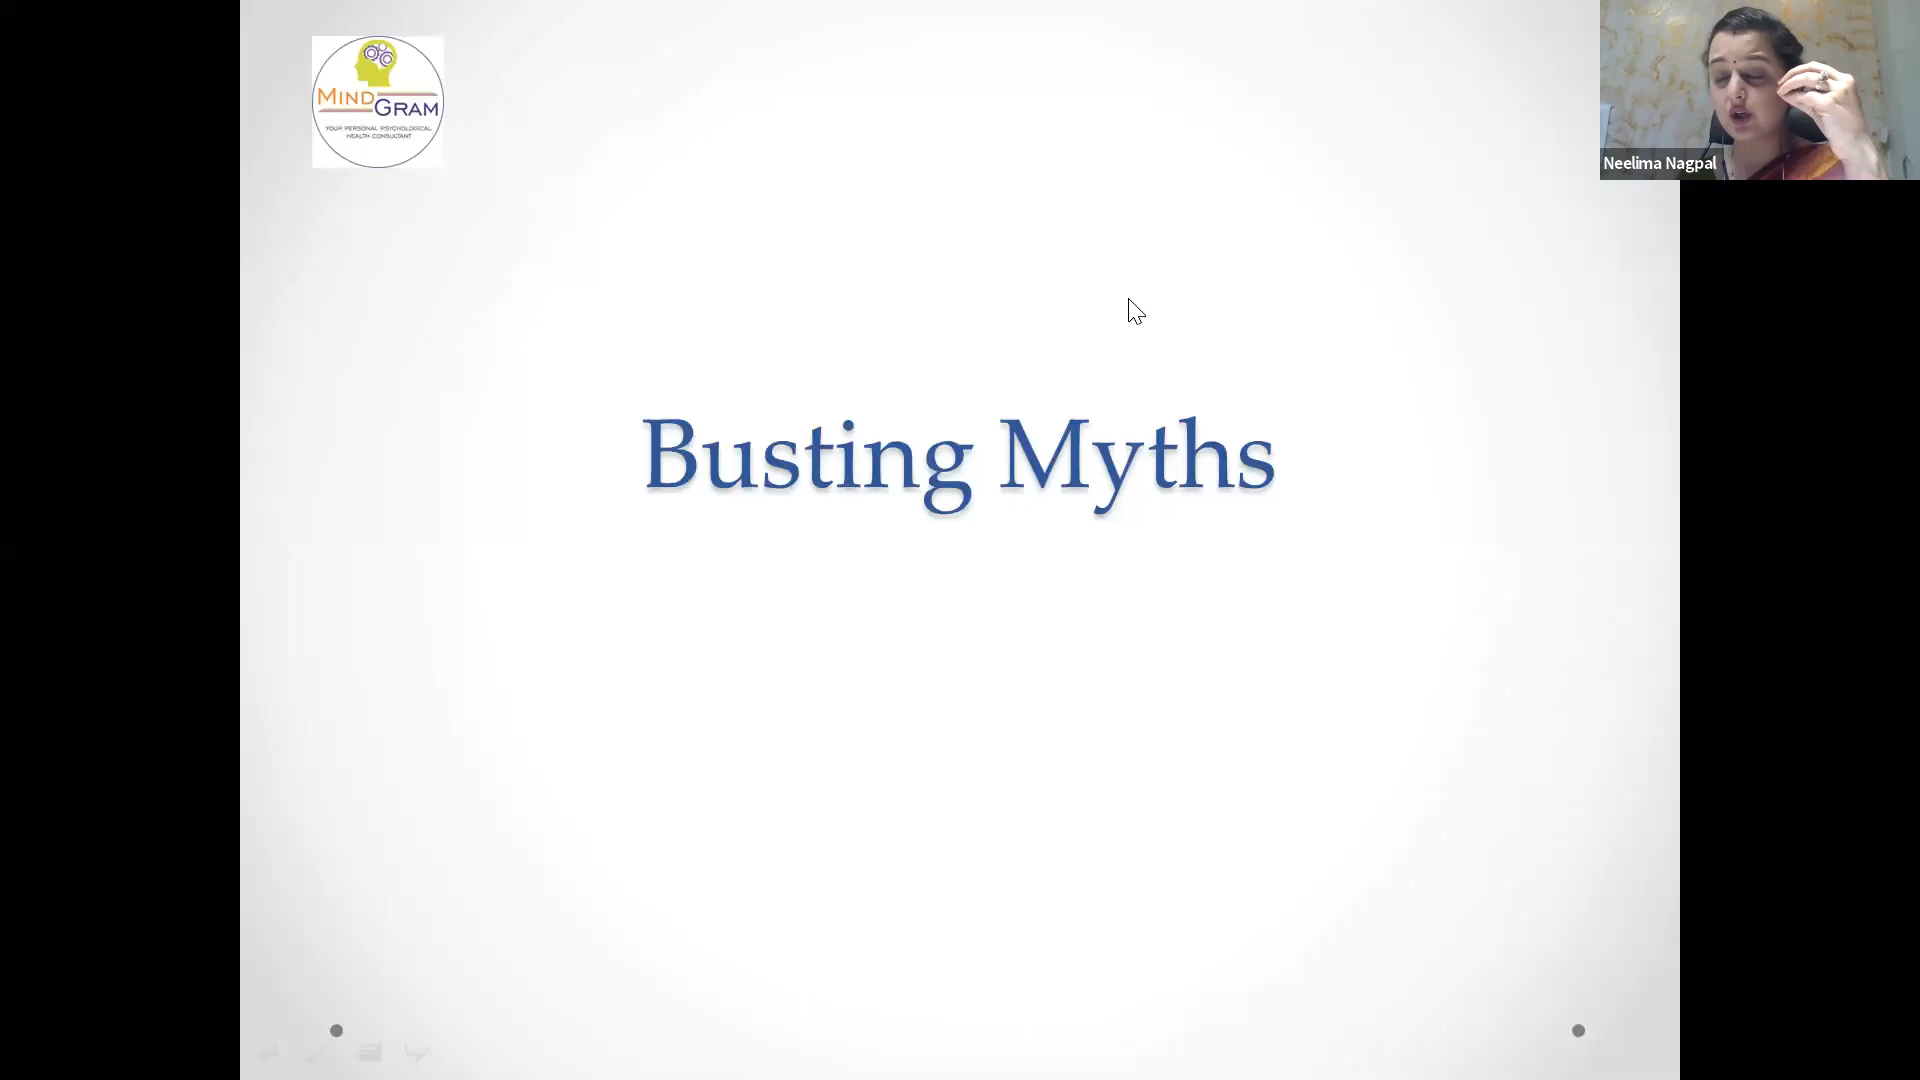 MIND
GRAM
YOUR PERSONAL PSYCHOLOGICAL
HEALTH CONSULTANT
Neelima Nagpal
Busting Myths